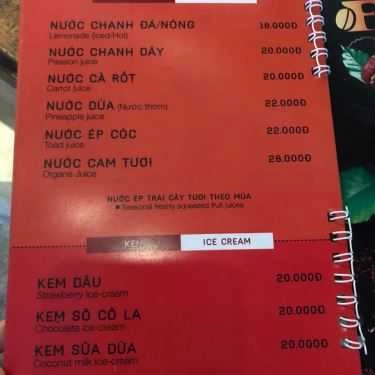 NƯỚC CHANH ĐÁ/NÓNG 18.000Đ
Lemonade (Iced/Hot)
NƯỚC CHANH DÂY 20.000Đ
Passion juice
NƯỚC CÀ RỐT 20.000Đ
Carrot juice
NƯỚC DỨA (Nước thơm) 22.000Đ
Pineapple juice
NƯỚC ÉP CÓC 22.000Đ
Toad juice
NƯỚC CAM TƯƠI 28.000Đ
Organs Juice
NƯỚC ÉP TRÁI CÂY TƯƠI THEO MÙA
Seasonal freshly squeezed fruit juices
KEM ICE CREAM
KEM DÂU 20.000Đ
Strawberry Ice-cream
KEM SÔ CÔ LA 20.000Đ
Chocolate ice-cream
KEM SỮA DỪA 20.000Đ
Coconut milk ice-cream